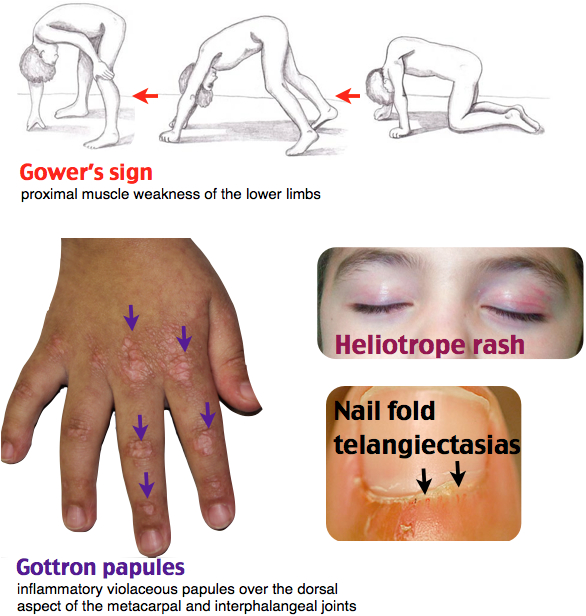 Gower's sign
proximal muscle weakness of the lower limbs
Heliotrope rash
Nail fold
telangiectasias
Gottron papules
inflammatory violaceous papules over the dorsal
aspect of the metacarpal and interphalangeal joints